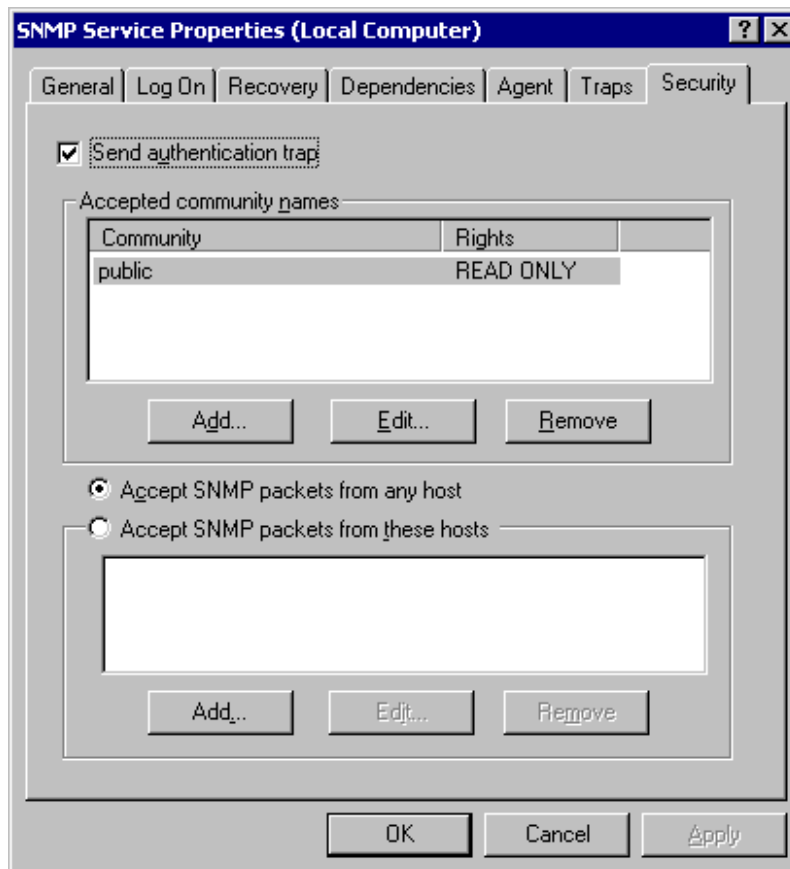 SNMP Service Properties (Local Computer)
General Log On Recovery Dependencies Agent Traps Security
Send authentication trap
Accepted community names
Community Rights
public READ ONLY
Add... Edit... Remove
Accept SNMP packets from any host
Accept SNMP packets from these hosts
Add... Edit... Remove
OK Cancel Apply